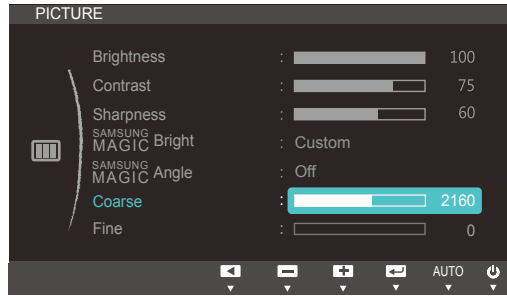 PICTURE
Brightness : 100
Contrast : 75
Sharpness : 60
SAMSUNG MAGIC Bright : Custom
SAMSUNG MAGIC Angle : Off
Coarse : 2160
Fine : 0
AUTO